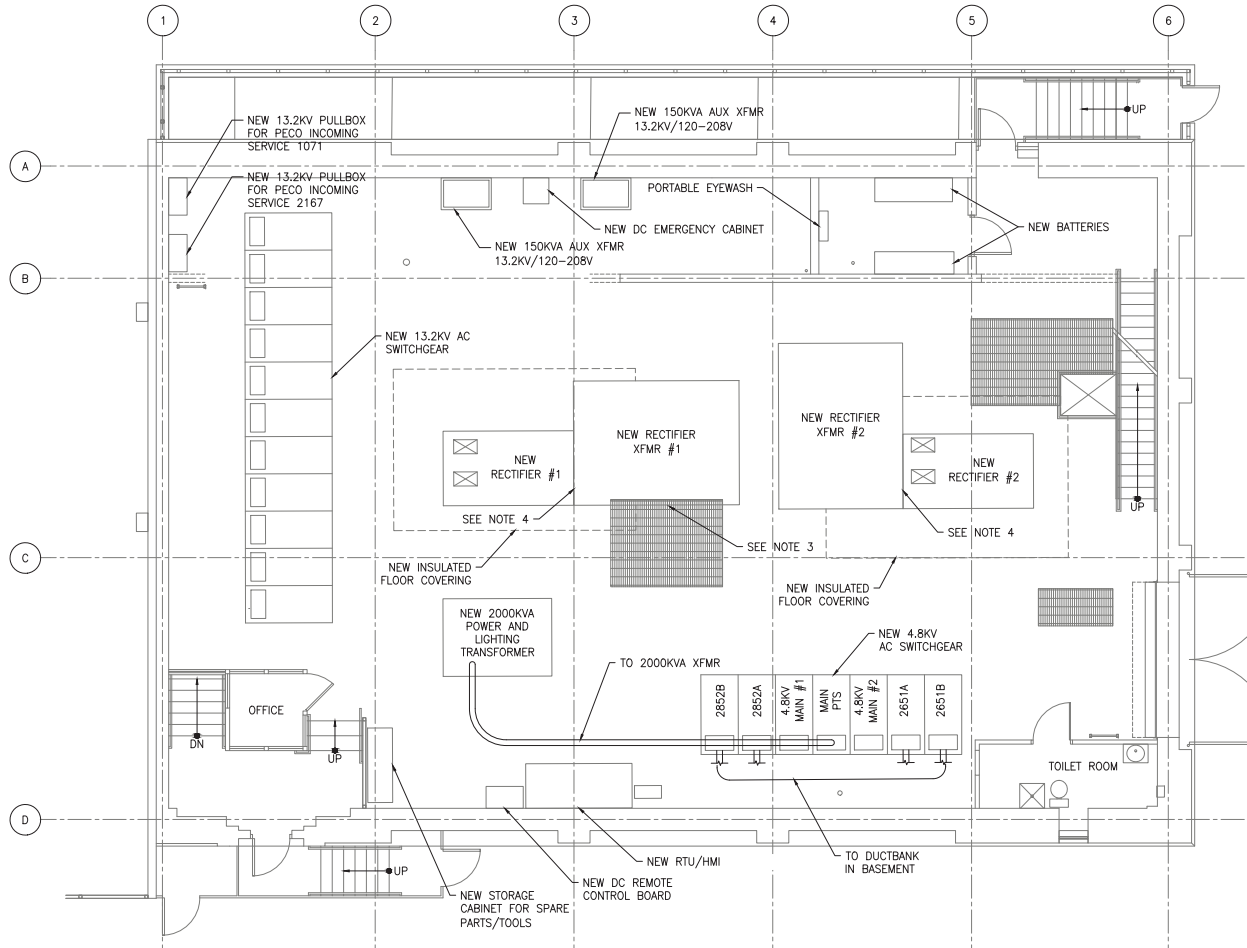 1
2
3
4
5
6
A
B
C
D
NEW 13.2KV PULLBOX
FOR PECO INCOMING
SERVICE 1071
NEW 13.2KV PULLBOX
FOR PECO INCOMING
SERVICE 2167
NEW 150KVA AUX XFMR
13.2KV/120-208V
UP
PORTABLE EYEWASH
NEW DC EMERGENCY CABINET
NEW BATTERIES
NEW 150KVA AUX XFMR
13.2KV/120-208V
NEW 13.2KV AC
SWITCHGEAR
NEW RECTIFIER
XFMR #1
NEW RECTIFIER
XFMR #2
NEW
RECTIFIER #1
NEW
RECTIFIER #2
UP
SEE NOTE 4
SEE NOTE 3
SEE NOTE 4
NEW INSULATED
FLOOR COVERING
NEW INSULATED
FLOOR COVERING
NEW 2000KVA
POWER AND
LIGHTING
TRANSFORMER
NEW 4.8KV
AC SWITCHGEAR
TO 2000KVA XFMR
2852B
2852A
4.8KV
MAIN #1
MAIN
PTS
4.8KV
MAIN #2
2651A
2651B
OFFICE
DN
UP
TOILET ROOM
TO DUCTBANK
IN BASEMENT
NEW RTU/HMI
NEW DC REMOTE
CONTROL BOARD
UP
NEW STORAGE
CABINET FOR SPARE
PARTS/TOOLS